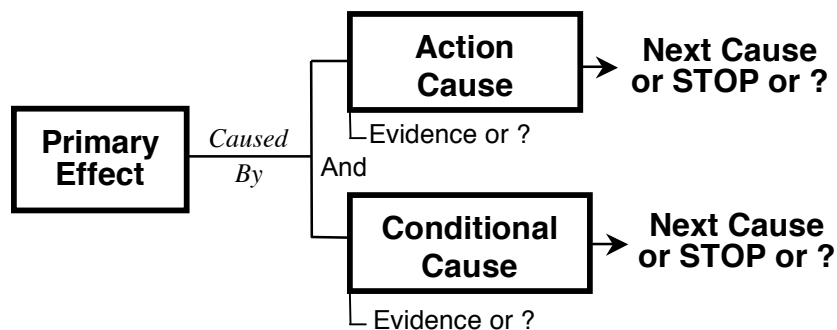 Primary
Effect
Caused
By
And
Action
Cause
Evidence or ?
Next Cause
or STOP or ?
Conditional
Cause
Evidence or ?
Next Cause
or STOP or ?